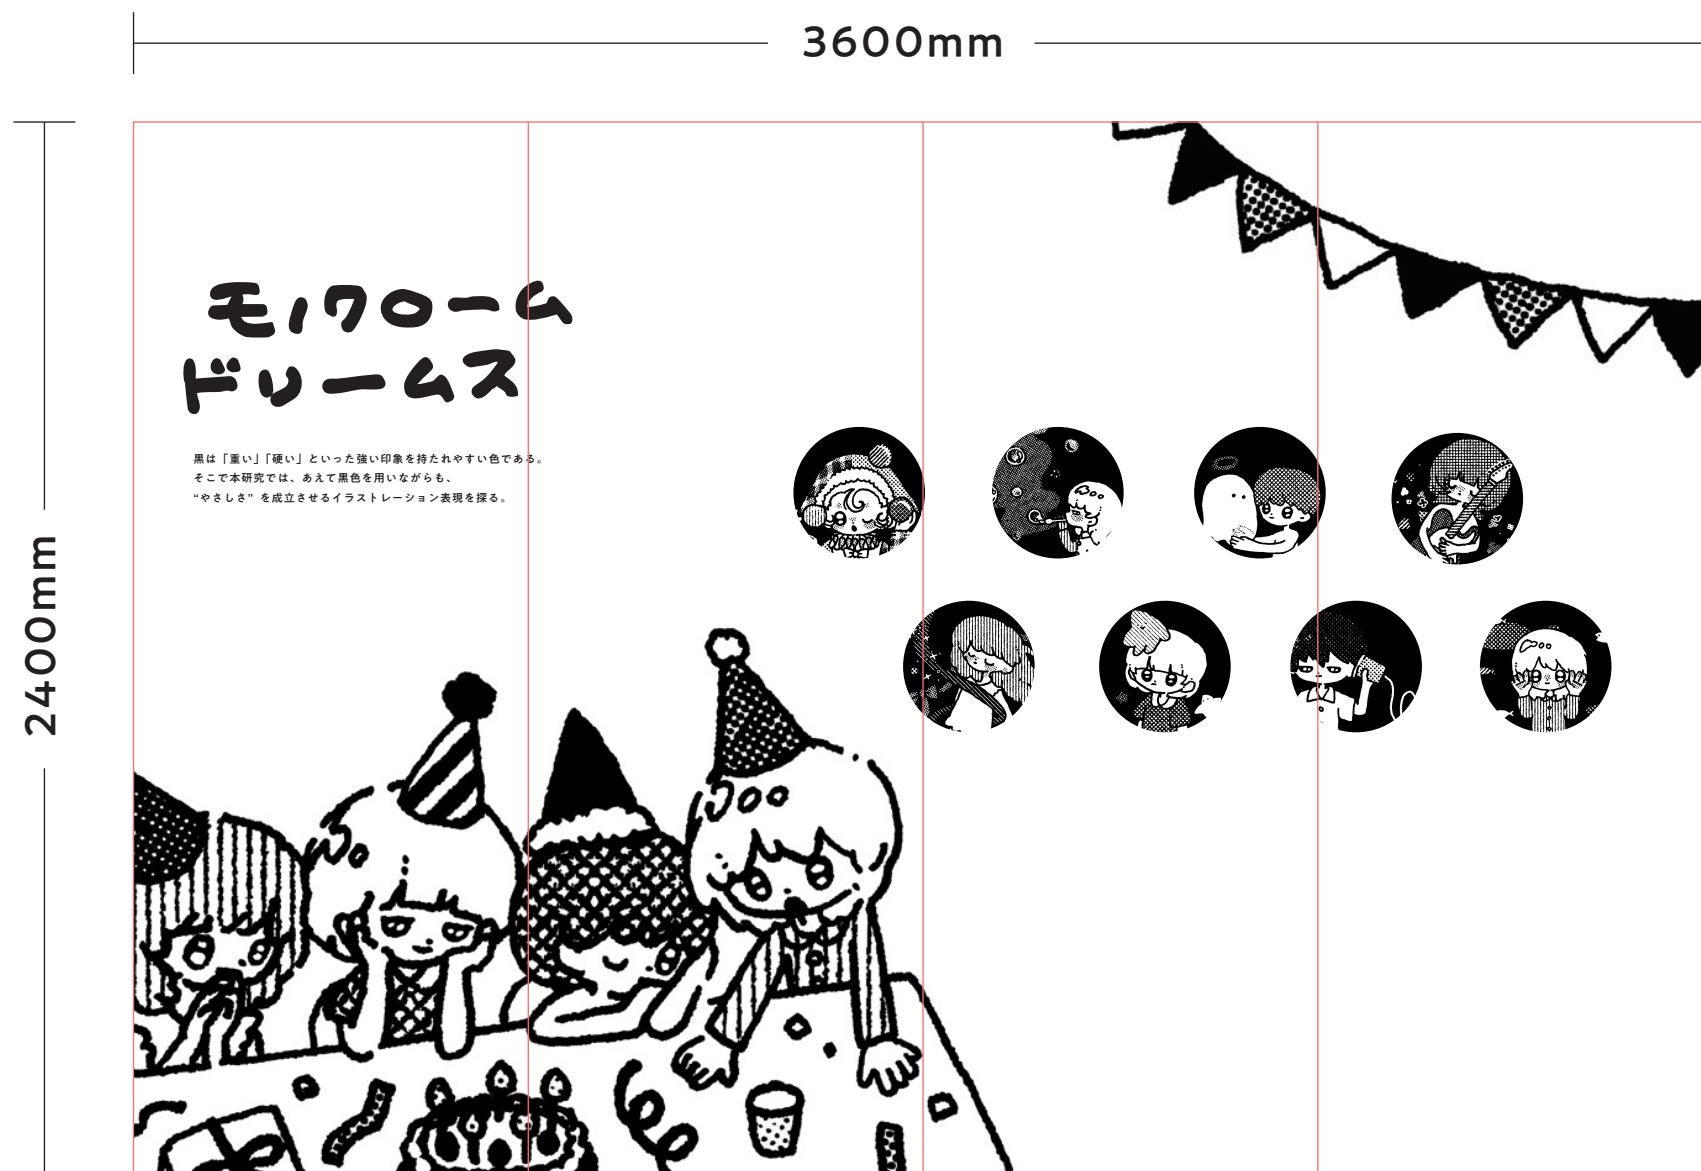 3600mm
2400mm
モノクローム
ドリームス
黒は「重い」「硬い」といった強い印象を持たれやすい色である。
そこで本研究では、あえて黒色を用いながらも、
“やさしさ” を成立させるイラストレーション表現を探る。